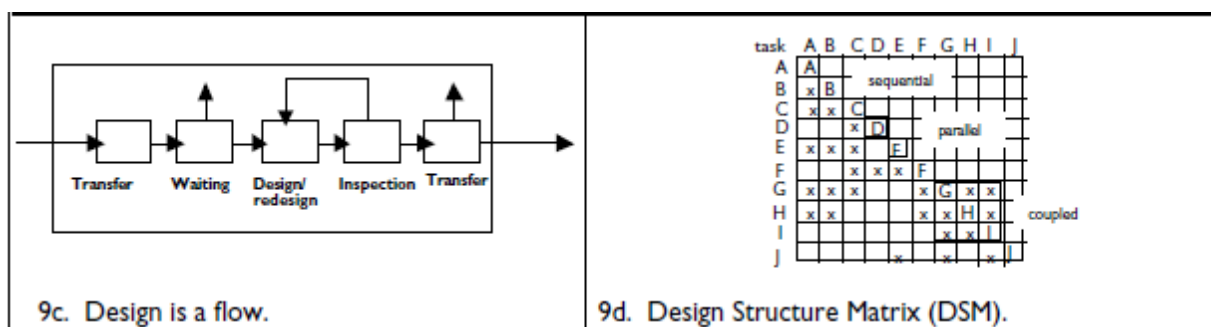 Transfer Waiting Design/ Inspection Transfer
redesign
9c. Design is a flow.
task A B C D E F G H I J
A A
sequential
B x B
C x x C
D x D parallel
E x x x E
F x x x F
G x x x x G x x
H x x x x H x coupled
I x x I
J x x x J
9d. Design Structure Matrix (DSM).